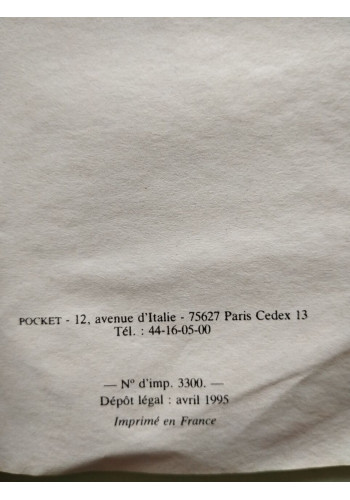 POCKET - 12, avenue d'Italie - 75627 Paris Cedex 13
Tél. : 44-16-05-00
— Nº d'imp. 3300. —
Dépôt légal : avril 1995
Imprimé en France